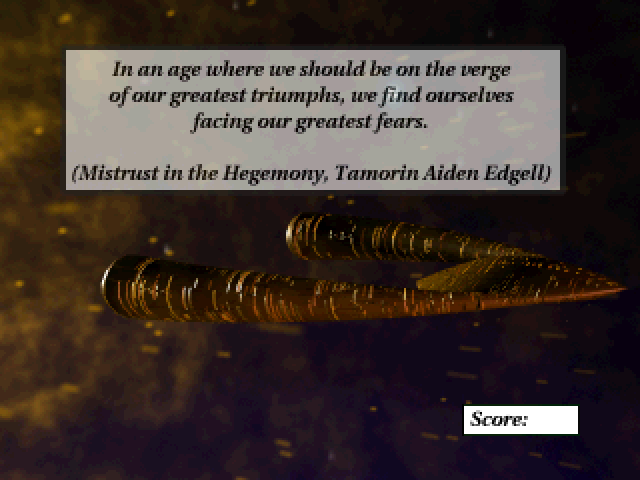 In an age where we should be on the verge
of our greatest triumphs, we find ourselves
facing our greatest fears.
(Mistrust in the Hegemony, Tamorin Aiden Edgell)
Score: